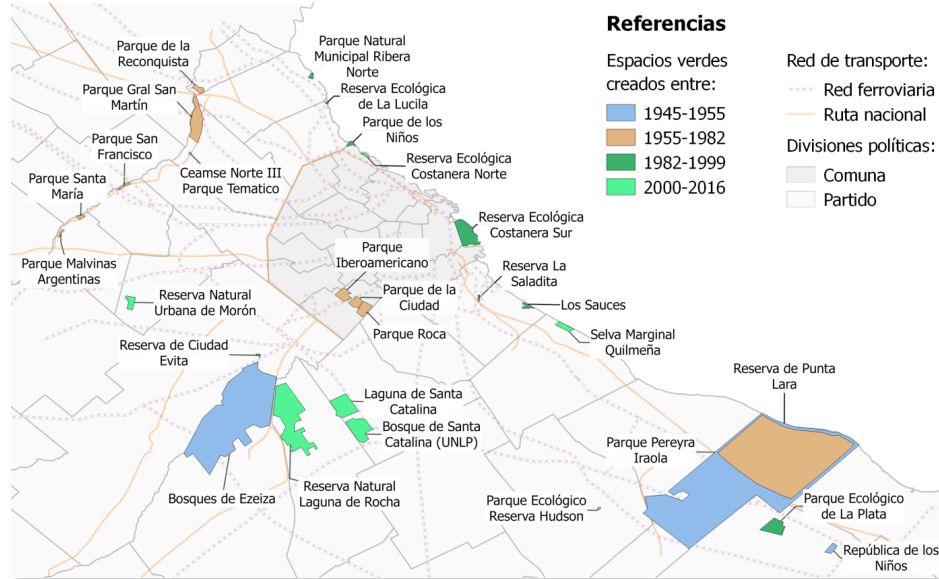 Referencias
Espacios verdes
creados entre:
1945-1955
1955-1982
1982-1999
2000-2016
Red de transporte:
Red ferroviaria
Ruta nacional
Divisiones políticas:
Comuna
Partido
Parque de la
Reconquista
Parque Gral San
Martín
Parque San
Francisco
Parque Santa
María
Parque Malvinas
Argentinas
Ceamse Norte III
Parque Tematico
Parque Natural
Municipal Ribera
Norte
Reserva Ecológica
de La Lucila
Parque de los
Niños
Reserva Ecológica
Costanera Norte
Reserva Ecológica
Costanera Sur
Parque
Iberoamericano
Parque de la
Ciudad
Parque Roca
Reserva La
Saladita
Los Sauces
Selva Marginal
Quilmeña
Reserva Natural
Urbana de Morón
Reserva de Ciudad
Evita
Laguna de Santa
Catalina
Bosque de Santa
Catalina (UNLP)
Bosques de Ezeiza
Reserva Natural
Laguna de Rocha
Reserva de Punta
Lara
Parque Pereyra
Iraola
Parque Ecológico
Reserva Hudson
Parque Ecológico
de La Plata
República de los
Niños